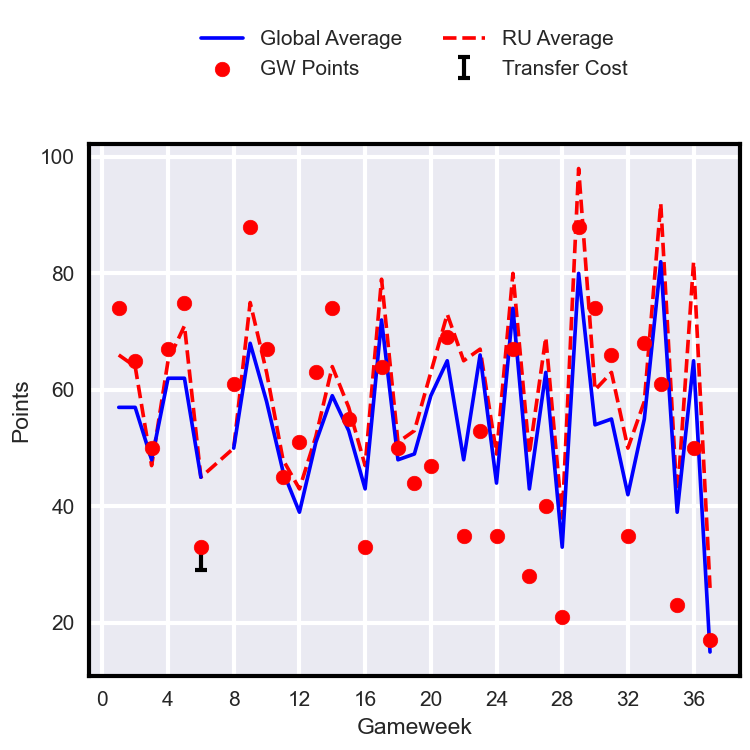 Global Average RU Average
GW Points Transfer Cost
100
80
60
40
20
Points
0 4 8 12 16 20 24 28 32 36
Gameweek